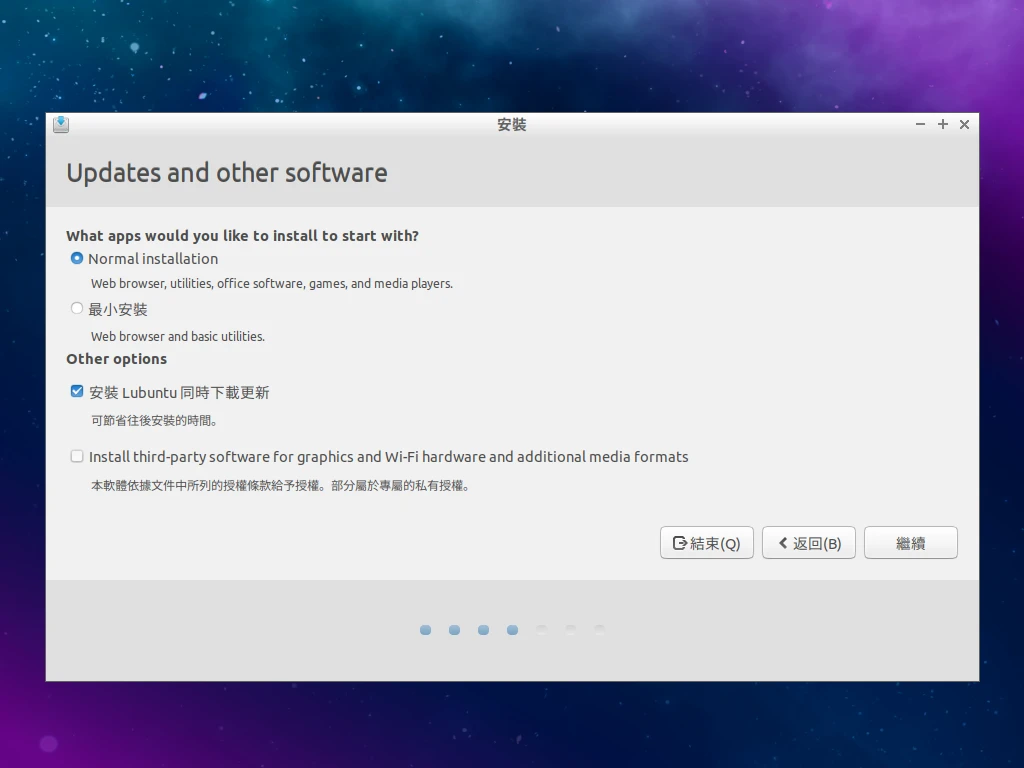 安裝
Updates and other software
What apps would you like to install to start with?
Normal installation
Web browser, utilities, office software, games, and media players.
最小安裝
Web browser and basic utilities.
Other options
安裝 Lubuntu 同時下載更新
可節省往後安裝的時間。
Install third-party software for graphics and Wi-Fi hardware and additional media formats
本軟體依據文件中所列的授權條款給予授權。部分屬於專屬的私有授權。
結束(Q) 返回(B) 繼續